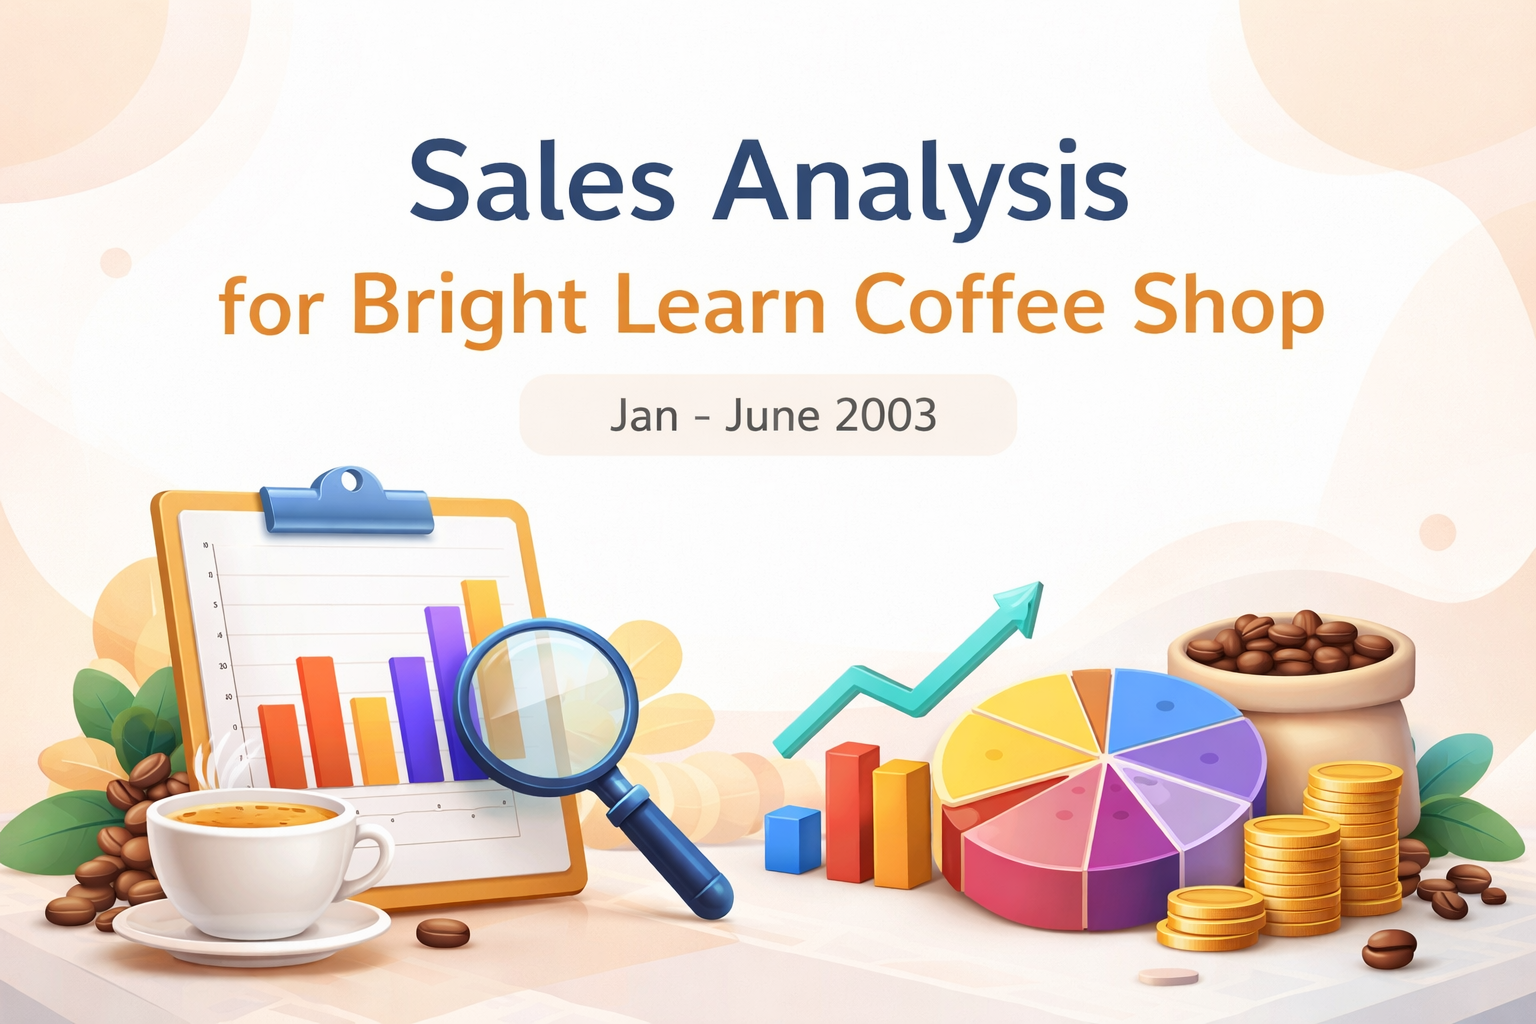 Sales Analysis
for Bright Learn Coffee Shop
Jan - June 2003